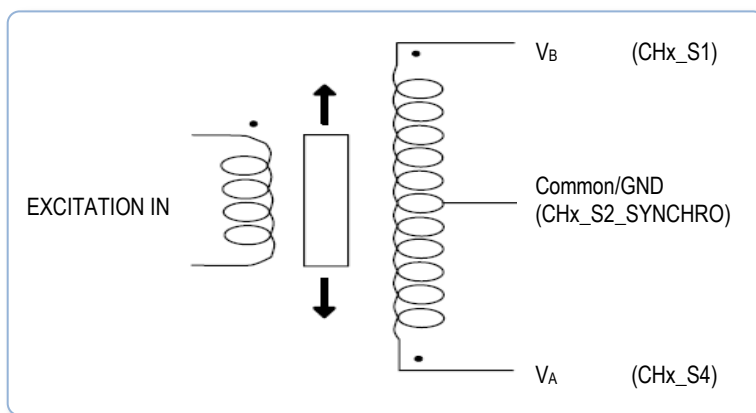 VB (CHx_S1)
EXCITATION IN
Common/GND
(CHx_S2_SYNCHRO)
VA (CHx_S4)